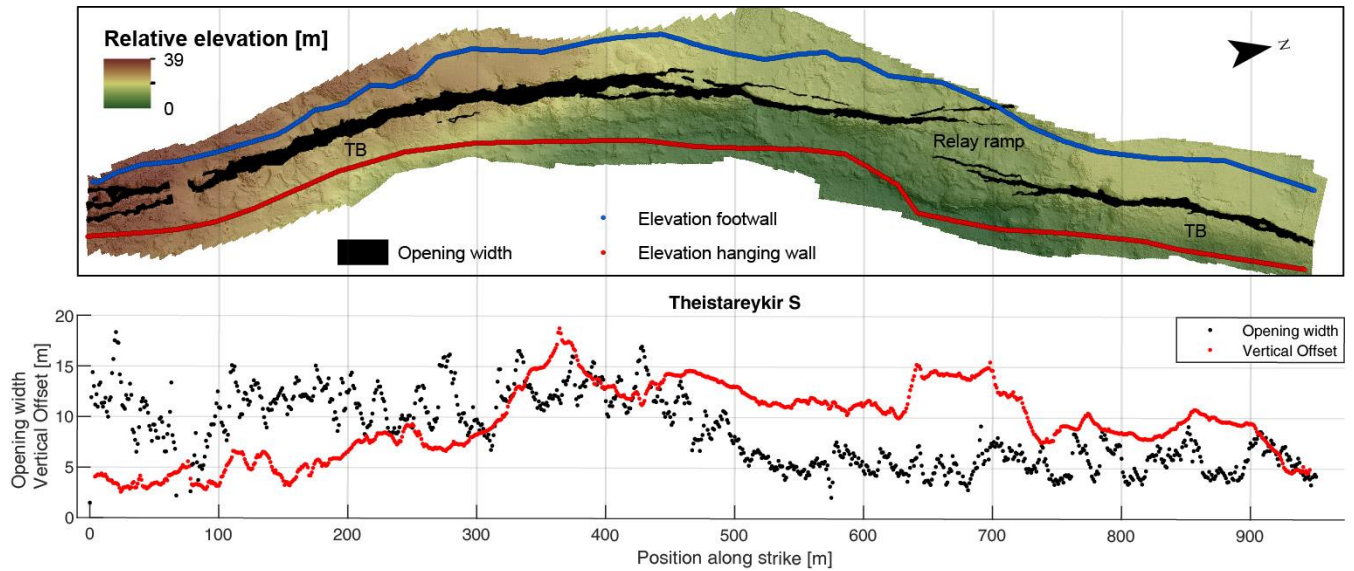 Relative elevation [m]
39
0
N
TB
Relay ramp
TB
Elevation footwall
Opening width
Elevation hanging wall
Theistareykir S
Opening width
Vertical Offset [m]
20
15
10
5
0
Opening width
Vertical Offset
0 100 200 300 400 500 600 700 800 900
Position along strike [m]